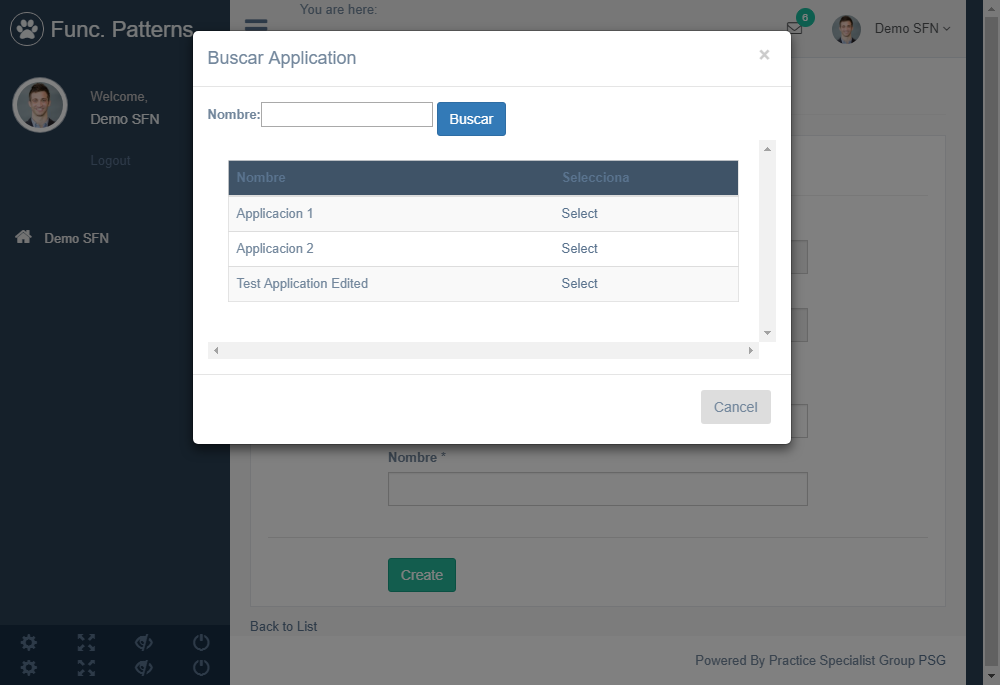 You are here:
Func. Patterns
6
Demo SFN
Welcome,
Demo SFN
Logout
Demo SFN
Buscar Application
×
Nombre:
Buscar
Nombre Selecciona
Applicacion 1 Select
Applicacion 2 Select
Test Application Edited Select
Cancel
Nombre *
Create
Back to List
Powered By Practice Specialist Group PSG